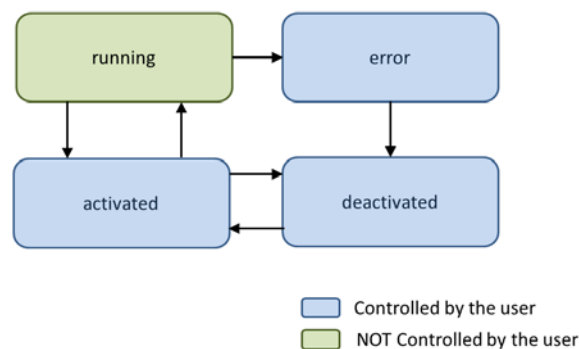 running
error
activated
deactivated
Controlled by the user
NOT Controlled by the user